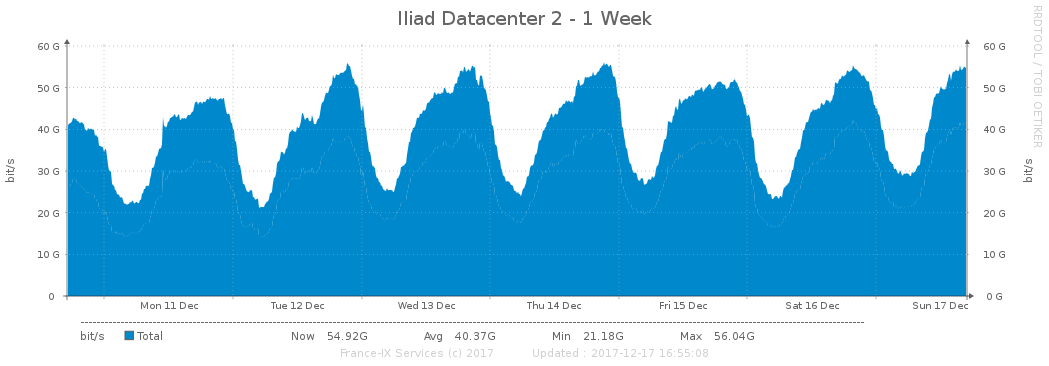 Iliad Datacenter 2 - 1 Week
RRDTOOL / TOBI OETIKER
60 G 60 G
50 G 50 G
40 G 40 G
30 G 30 G
20 G 20 G
10 G 10 G
0 0 G
bit/s bit/s
Mon 11 Dec Tue 12 Dec Wed 13 Dec Thu 14 Dec Fri 15 Dec Sat 16 Dec Sun 17 Dec
bit/s Total Now 54.92G Avg 40.37G Min 21.18G Max 56.04G
France-IX Services (c) 2017 Updated : 2017-12-17 16:55:08